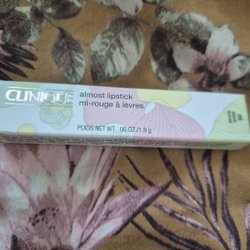 CLINIQUE
almost lipstick
mi-rouge à lèvres
POIDS NET WT. .06 OZ/1.9 g